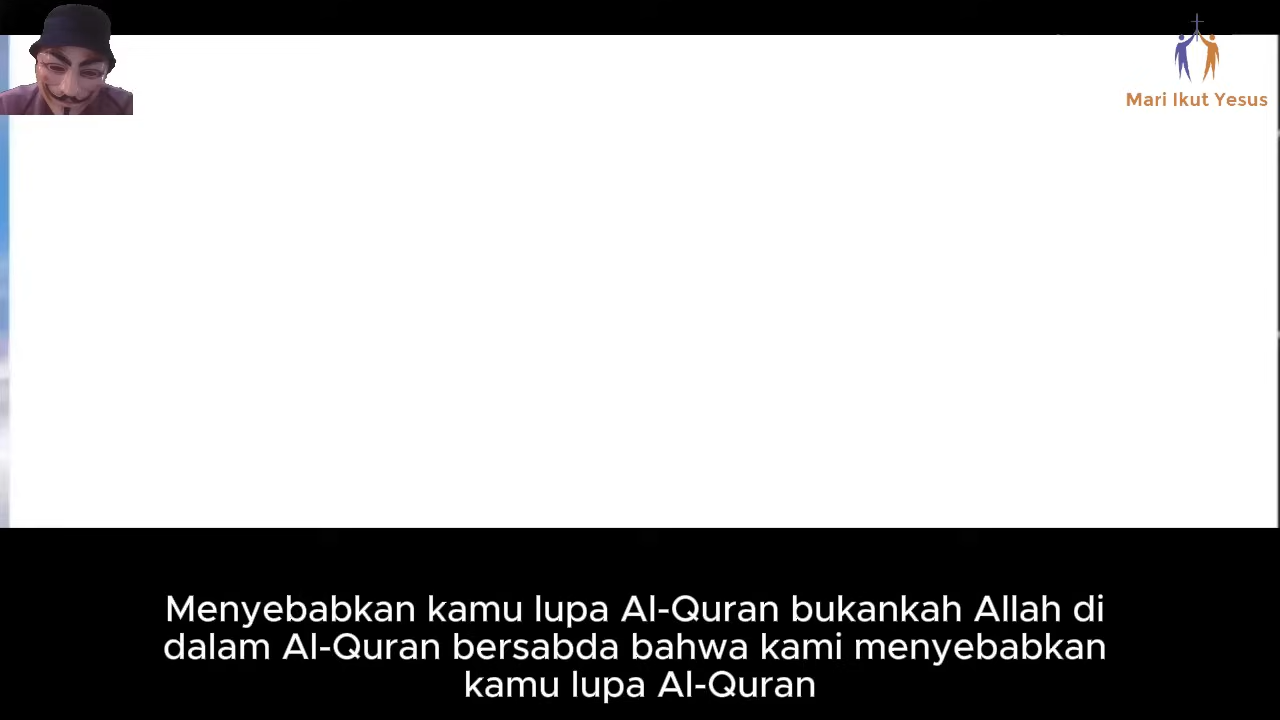 Mari Ikut Yesus
Menyebabkan kamu lupa Al-Quran bukankah Allah di
dalam Al-Quran bersabda bahwa kami menyebabkan
kamu lupa Al-Quran